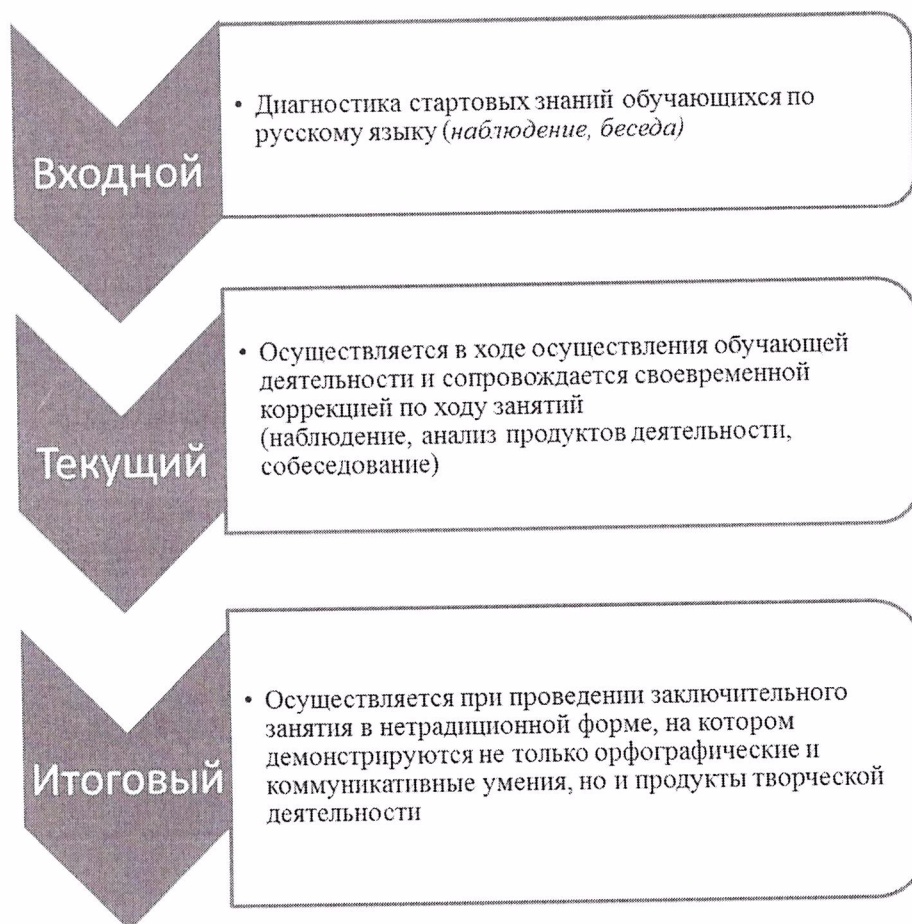 Входной
• Диагностика стартовых знаний обучающихся по
русскому языку (наблюдение, беседа)
Текущий
• Осуществляется в ходе осуществления обучающей
деятельности и сопровождается своевременной
коррекцией по ходу занятий
(наблюдение, анализ продуктов деятельности,
собеседование)
Итоговый
• Осуществляется при проведении заключительного
занятия в нетрадиционной форме, на котором
демонстрируются не только орфографические и
коммуникативные умения, но и продукты творческой
деятельности